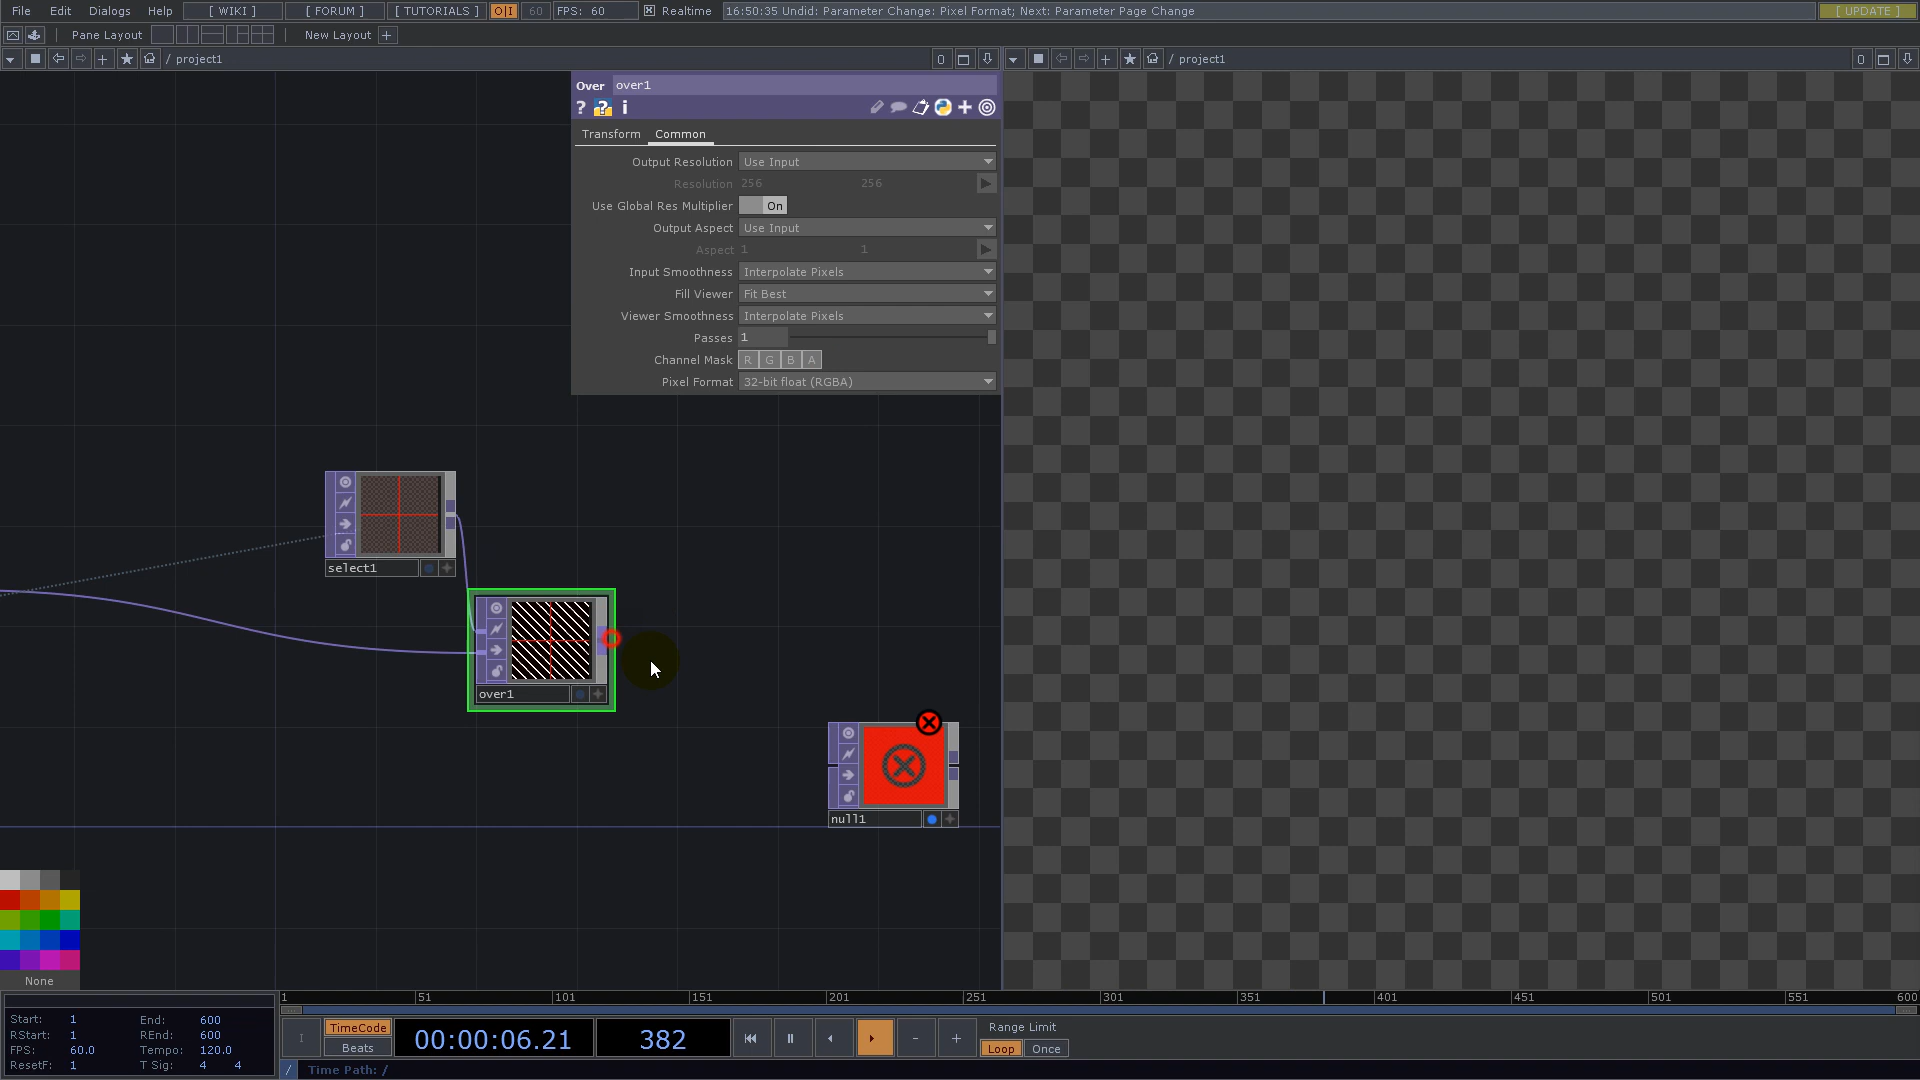 File Edit Dialogs Help [ WIKI ] [ FORUM ] [ TUTORIALS ] O|I 60 FPS: 60 Realtime 16:50:35 Undid: Parameter Change: Pixel Format; Next: Parameter Page Change [ UPDATE ]
Pane Layout New Layout +
/ project1 0 / project1 0
Over over1
? ? i
Transform Common
Output Resolution Use Input
Resolution 256 256
Use Global Res Multiplier On
Output Aspect Use Input
Aspect 1 1
Input Smoothness Interpolate Pixels
Fill Viewer Fit Best
Viewer Smoothness Interpolate Pixels
Passes 1
Channel Mask R G B A
Pixel Format 32-bit float (RGBA)
select1
over1
null1
None
1 51 101 151 201 251 301 351 401 451 501 551 600
Start: 1 End: 600
RStart: 1 REnd: 600
FPS: 60.0 Tempo: 120.0
ResetF: 1 T Sig: 4 4
I TimeCode Beats 00:00:06.21 382 - + Range Limit
Loop Once
/ Time Path: /